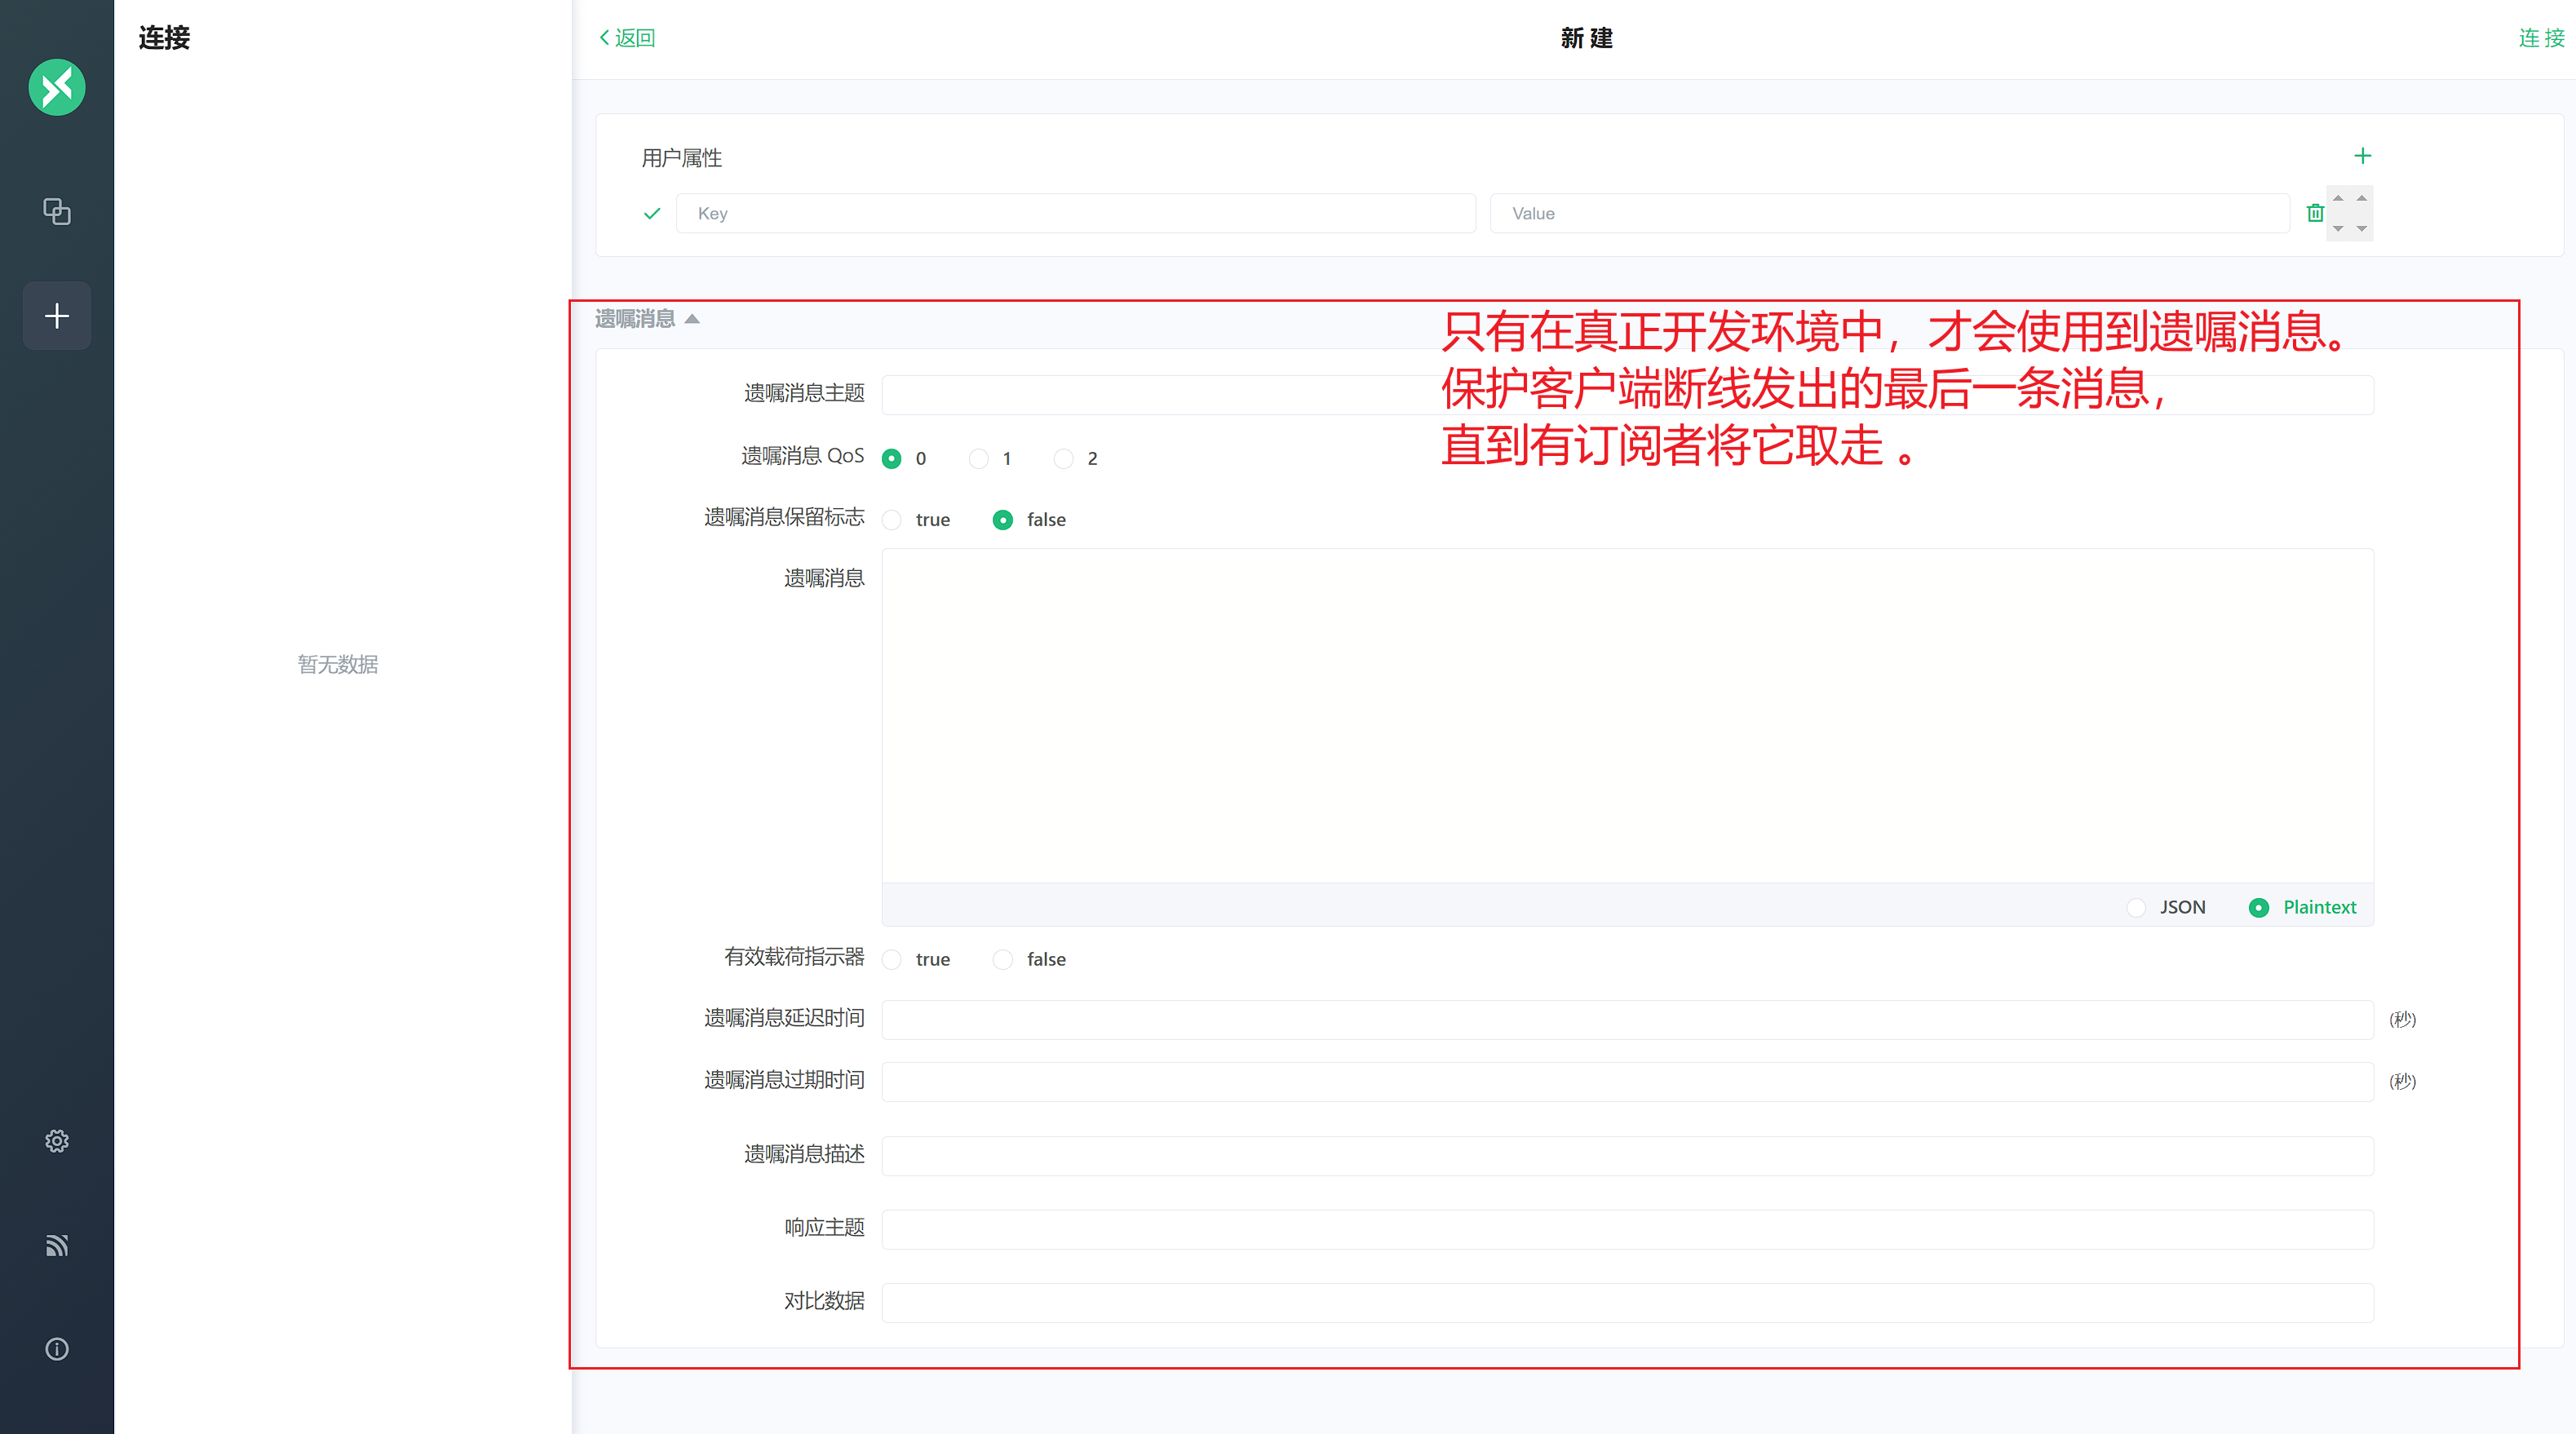 连接
返回
新 建
连 接
用户属性
Key
Value
遗嘱消息
只有在真正开发环境中，才会使用到遗嘱消息。
保护客户端断线发出的最后一条消息，
直到有订阅者将它取走 。
遗嘱消息主题
遗嘱消息 QoS
0
1
2
遗嘱消息保留标志
true
false
遗嘱消息
暂无数据
JSON
Plaintext
有效载荷指示器
true
false
遗嘱消息延迟时间
(秒)
遗嘱消息过期时间
(秒)
遗嘱消息描述
响应主题
对比数据